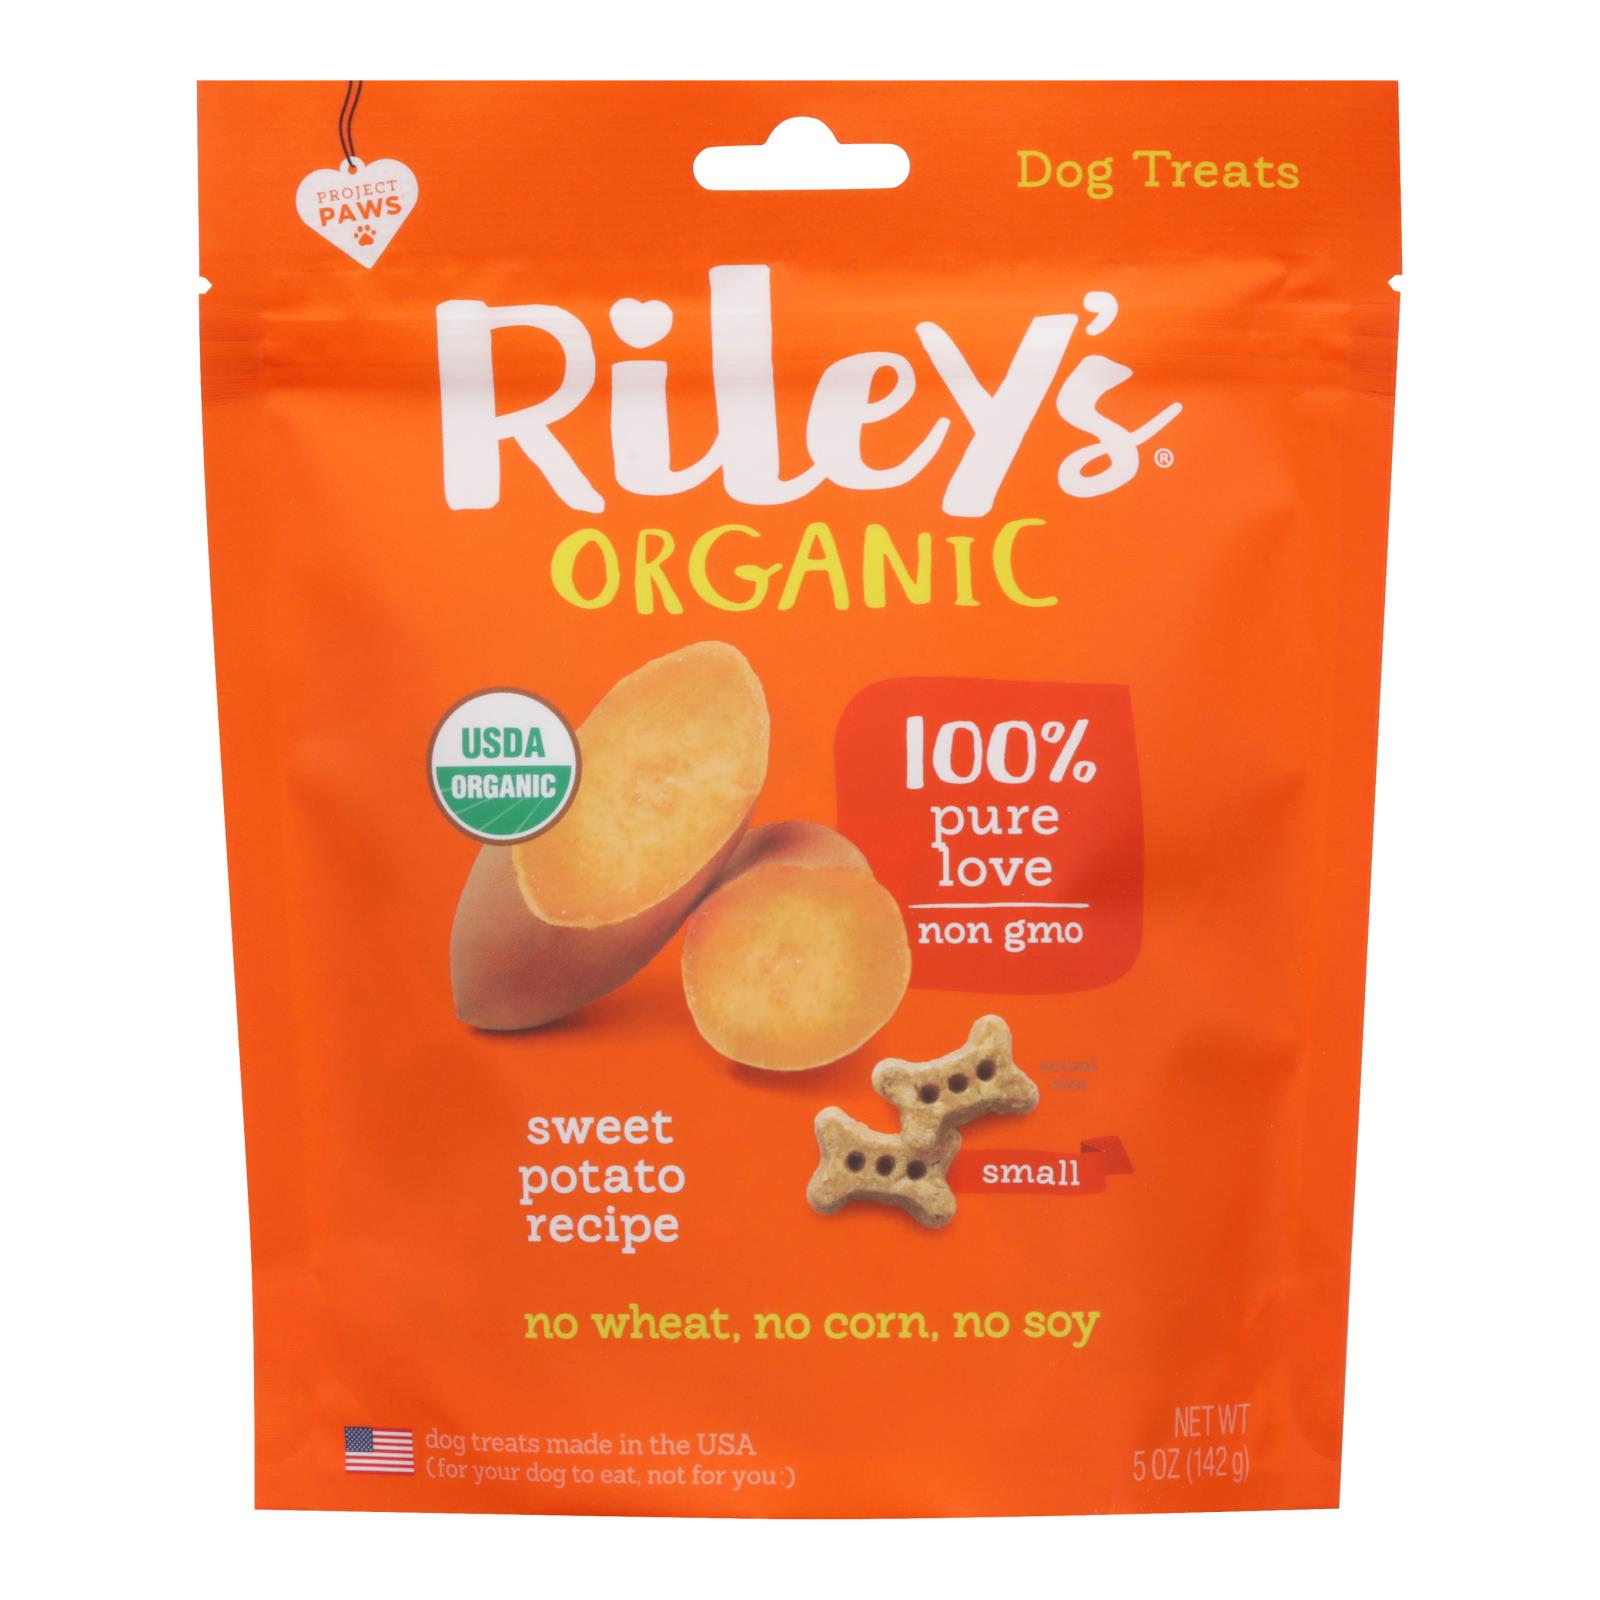 PROJECT
PAWS
Dog Treats
Riley's®
ORGANIC
USDA
ORGANIC
100%
pure
love
non gmo
actual
size
small
sweet
potato
recipe
no wheat, no corn, no soy
dog treats made in the USA
(for your dog to eat, not for you:)
NET WT
5 OZ (142 g)